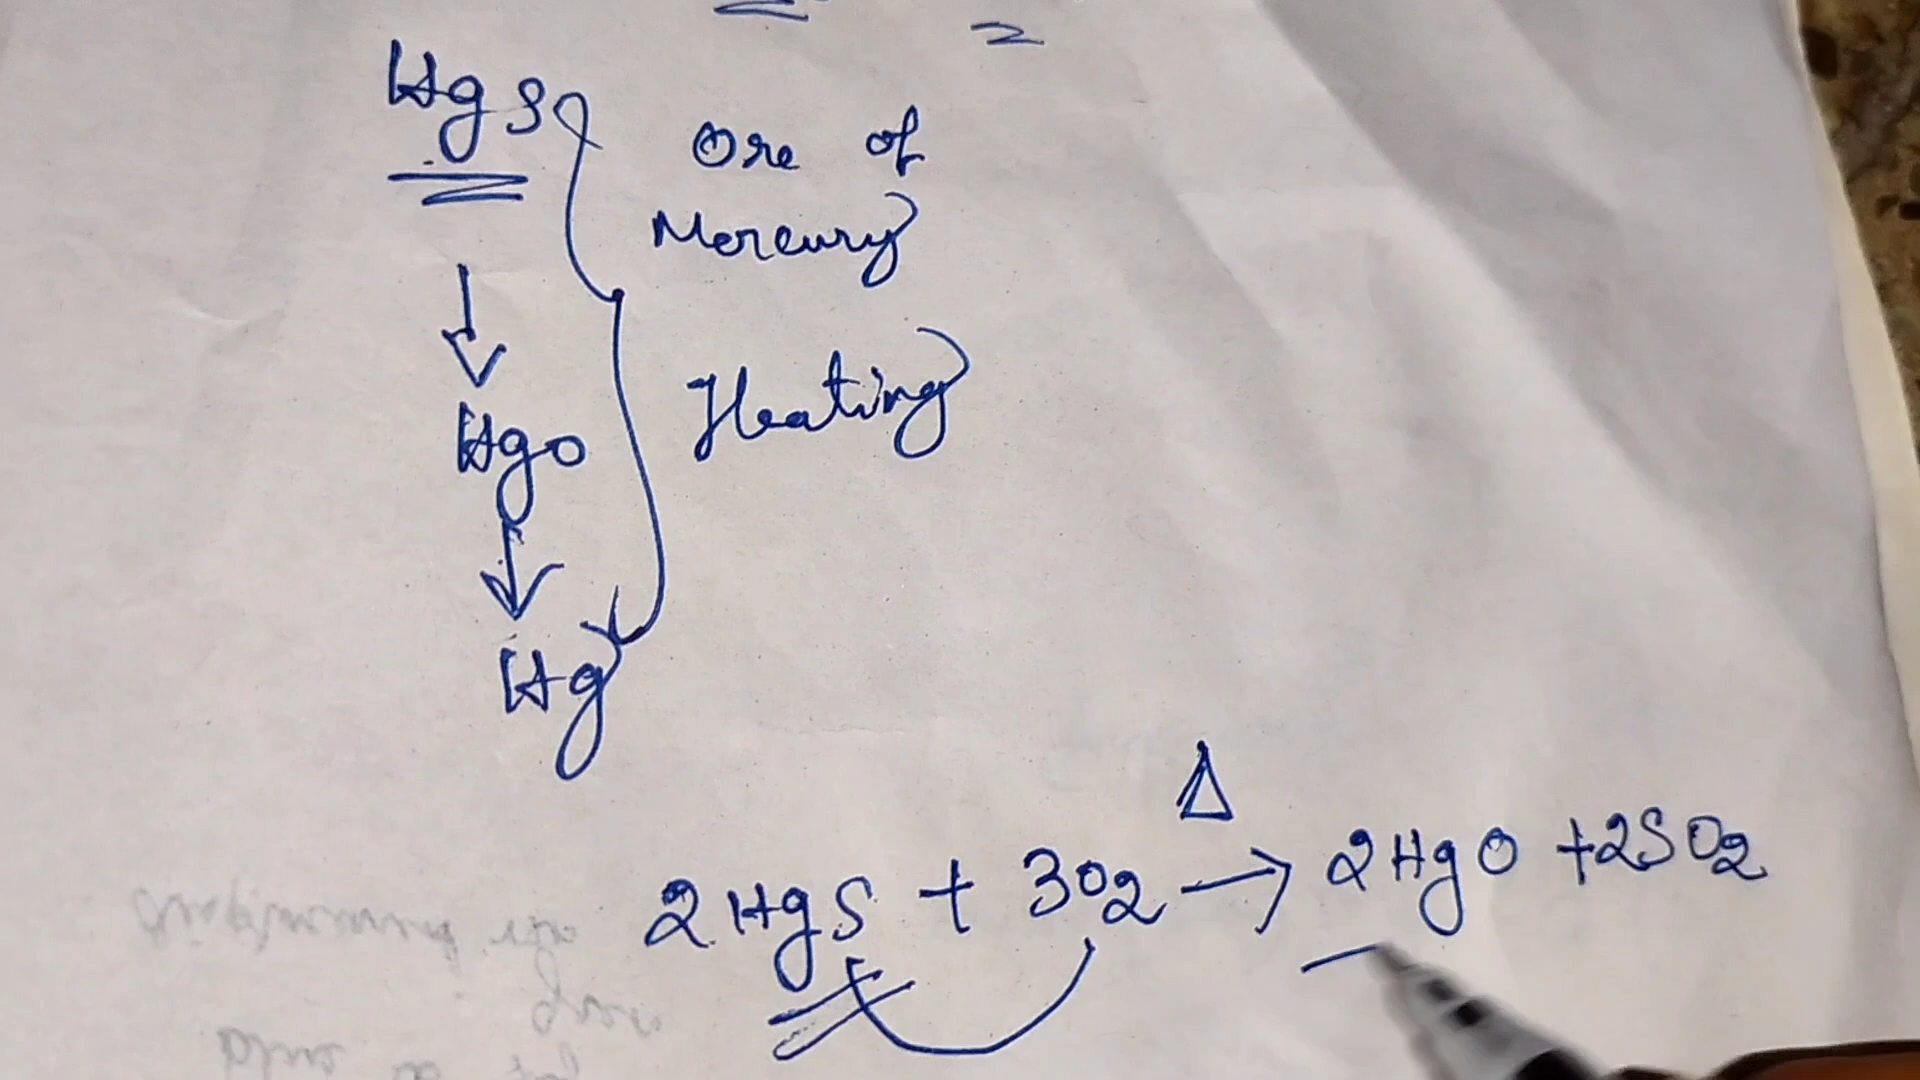 HgS
Ore of
Mercury
↓
HgO
Heating
↓
Hg
Δ
2HgS + 3O2 → 2HgO + 2SO2